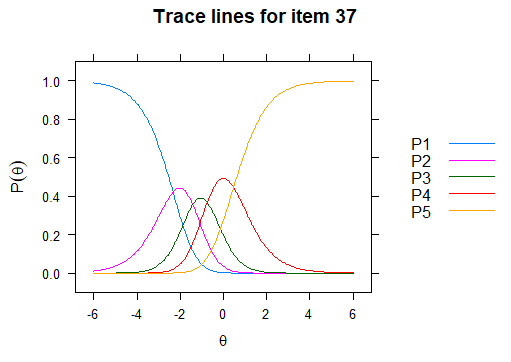 Trace lines for item 37
1.0
0.8
0.6
0.4
0.2
0.0
P(θ)
-6 -4 -2 0 2 4 6
θ
P1
P2
P3
P4
P5